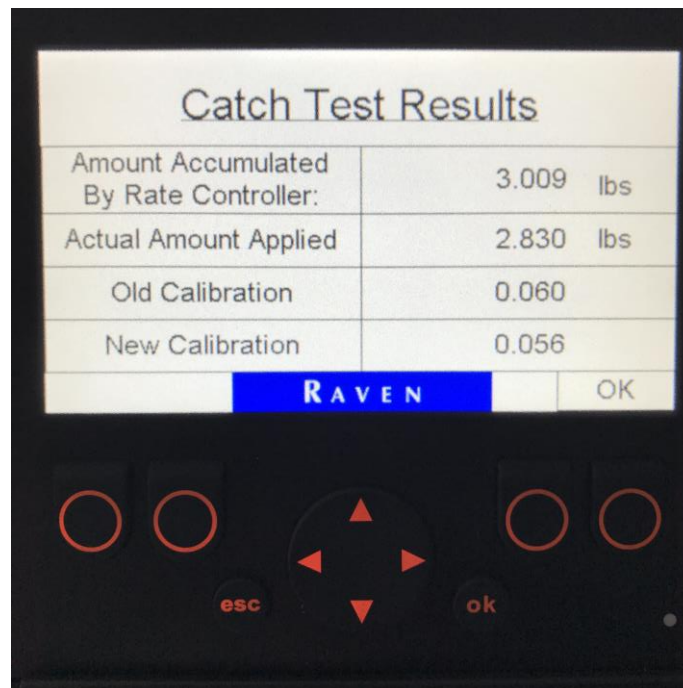 Catch Test Results
Amount Accumulated
By Rate Controller:
3.009 lbs
Actual Amount Applied 2.830 lbs
Old Calibration 0.060
New Calibration 0.056
RAVEN OK
esc ok